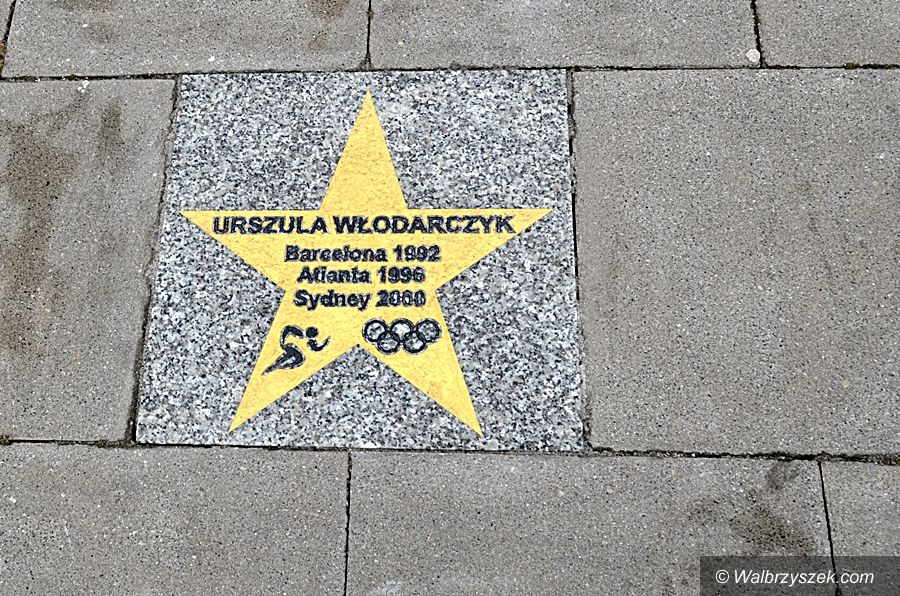 URSZULA WŁODARCZYK
Barcelona 1992
Atlanta 1996
Sydney 2000
© Walbrzyszek.com